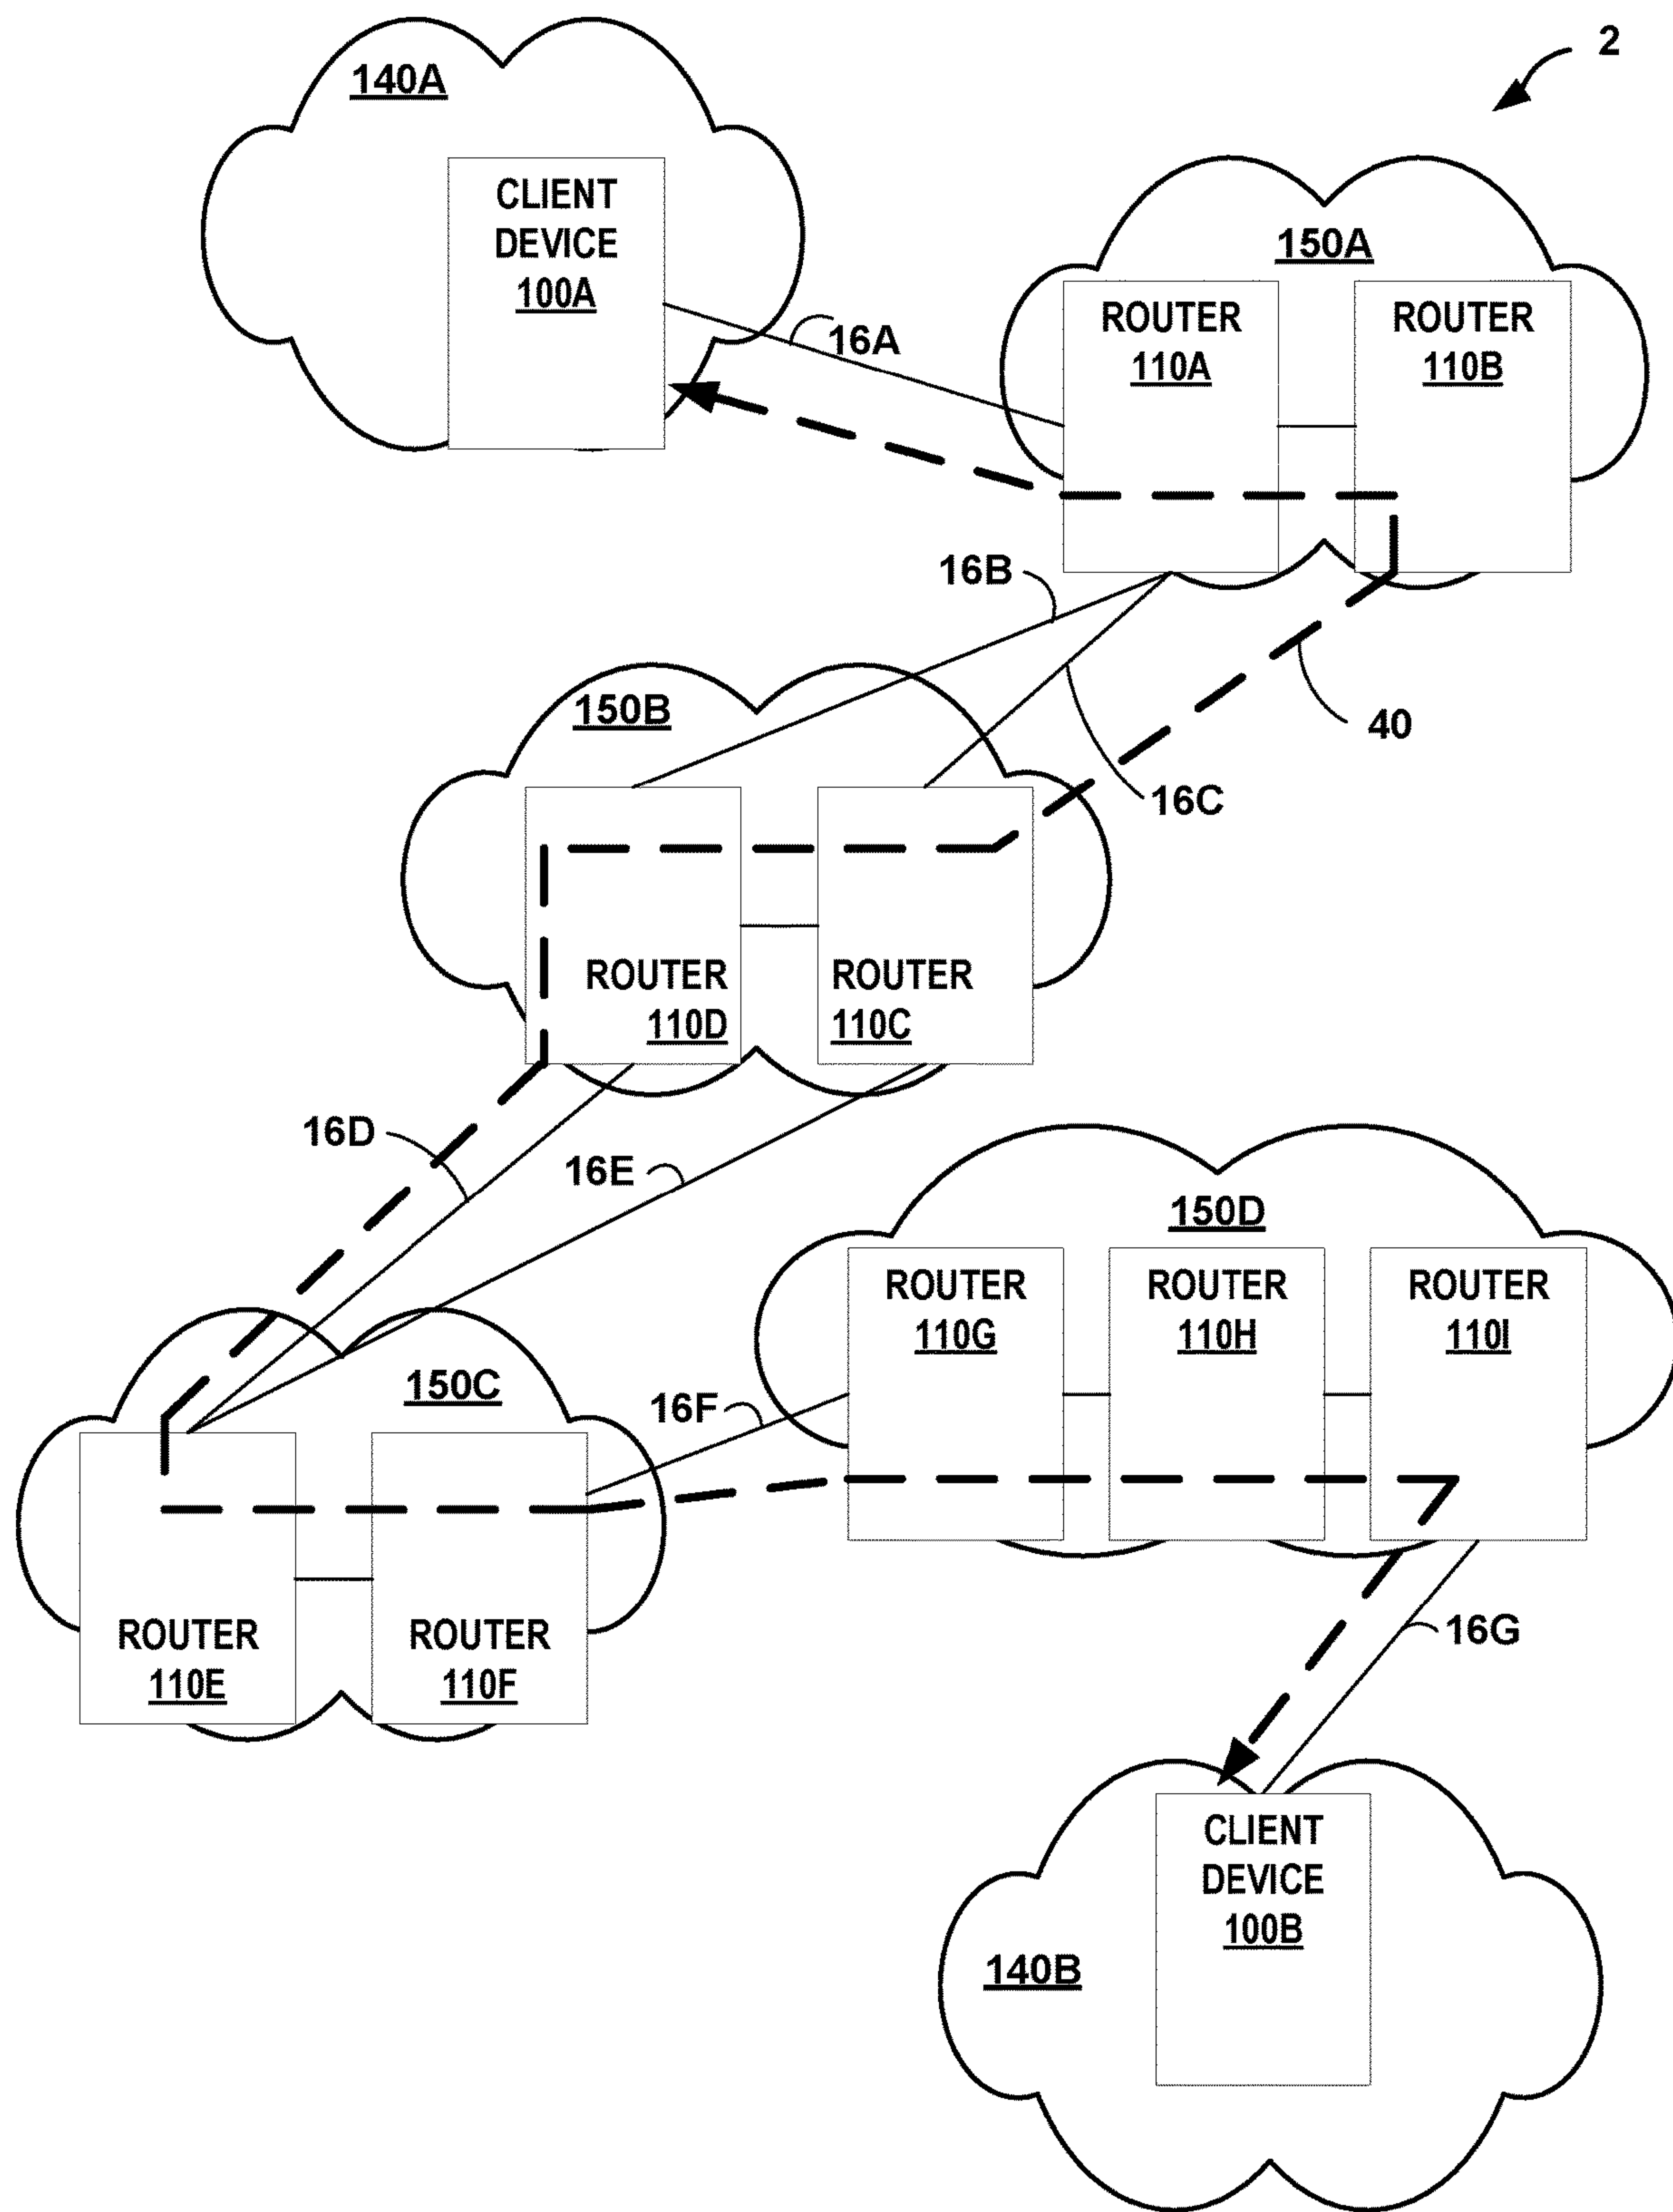 2
140A
CLIENT
DEVICE
100A
150A
ROUTER
110A
ROUTER
110B
16A
16B
150B
40
16C
ROUTER
110D
ROUTER
110C
16D
16E
150D
ROUTER
110G
ROUTER
110H
ROUTER
110I
150C
16F
ROUTER
110E
ROUTER
110F
16G
CLIENT
DEVICE
100B
140B